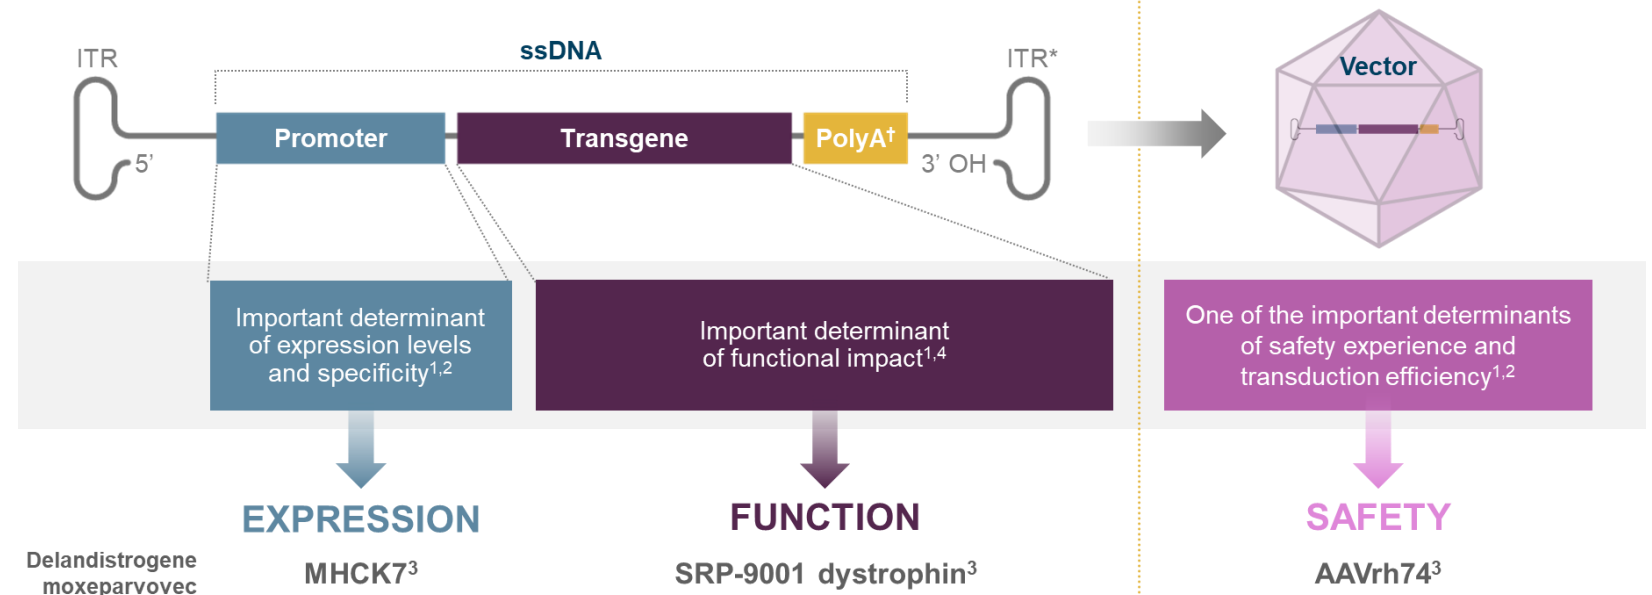 ssDNA
ITR
ITR*
Vector
Promoter
Transgene
PolyA†
5’
3’ OH
Important determinant
of expression levels
and specificity1,2
Important determinant
of functional impact1,4
One of the important determinants
of safety experience and
transduction efficiency1,2
EXPRESSION
FUNCTION
SAFETY
Delandistrogene
moxeparvovec
MHCK73
SRP-9001 dystrophin3
AAVrh743